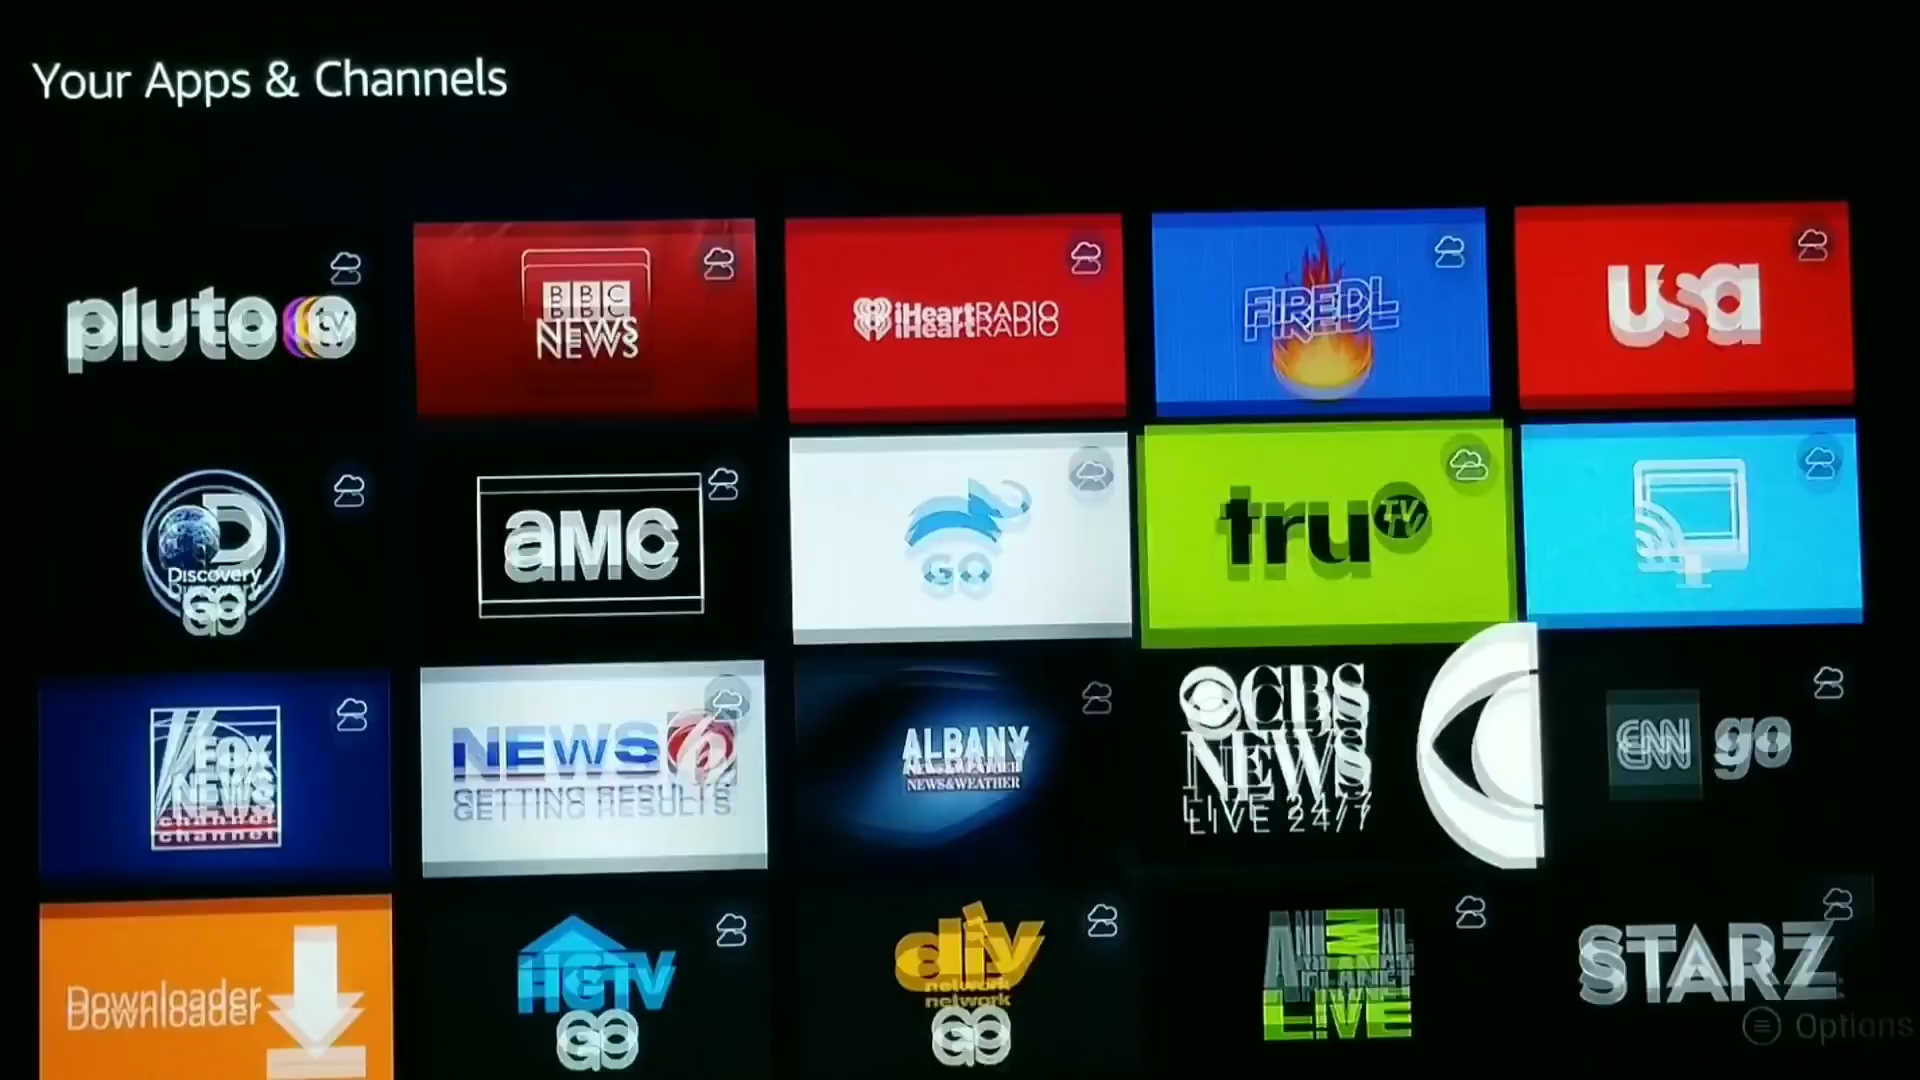 Your Apps & Channels
pluto tv
BBC
NEWS
iHeartRADIO
FIREDL
usa
Discovery
GO
aMC
GO
truTV
FOX
NEWS
channel
NEWS 6
GETTING RESULTS
ALBANY
NEWS&WEATHER
CBS
NEWS
LIVE 24/7
CNN go
Downloader
HGTV
GO
diy
network
GO
ANIMAL
PLANET
LIVE
STARZ
Options